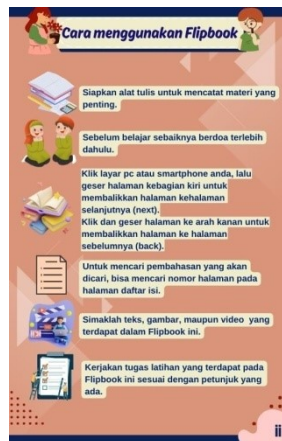 Cara menggunakan Flipbook
Siapkan alat tulis untuk mencatat materi yang
penting.
Sebelum belajar sebaiknya berdoa terlebih
dahulu.
Klik layar pc atau smartphone anda, lalu
geser halaman kebagian kiri untuk
membalikkan halaman kehalaman
selanjutnya (next).
Klik dan geser halaman ke arah kanan untuk
membalikkan halaman ke halaman
sebelumnya (back).
Untuk mencari pembahasan yang akan
dicari, bisa mencari nomor halaman pada
halaman daftar isi.
Simaklah teks, gambar, maupun video yang
terdapat dalam Flipbook ini.
Kerjakan tugas latihan yang terdapat pada
Flipbook ini sesuai dengan petunjuk yang
ada.
ii